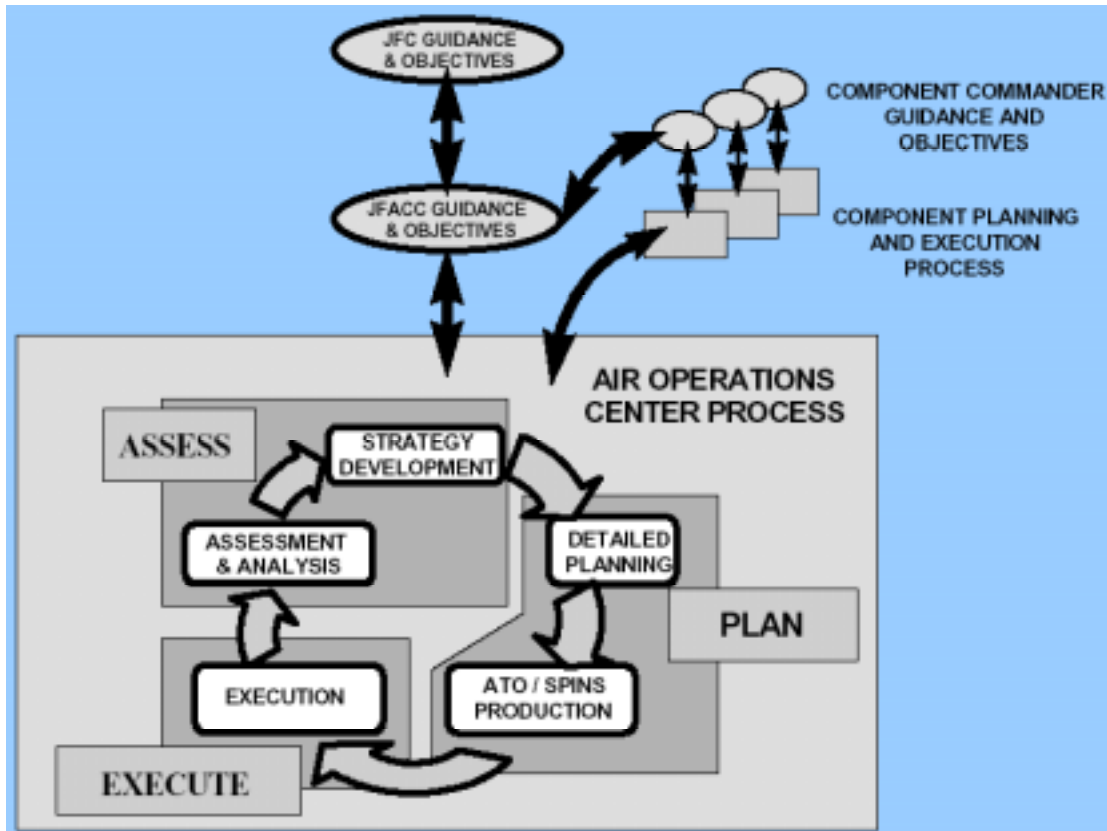 JFC GUIDANCE
& OBJECTIVES
COMPONENT COMMANDER
GUIDANCE AND
OBJECTIVES
JFACC GUIDANCE
& OBJECTIVES
COMPONENT PLANNING
AND EXECUTION
PROCESS
AIR OPERATIONS
CENTER PROCESS
ASSESS
STRATEGY
DEVELOPMENT
ASSESSMENT
& ANALYSIS
DETAILED
PLANNING
PLAN
EXECUTION
ATO / SPINS
PRODUCTION
EXECUTE